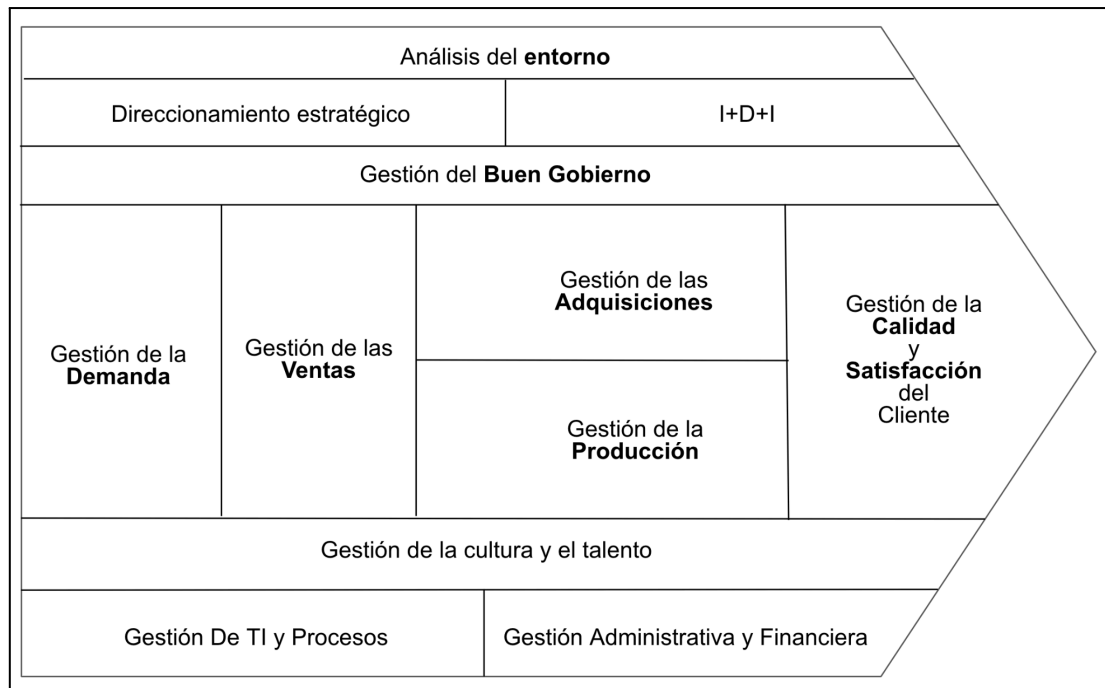 Análisis del entorno
Direccionamiento estratégico
I+D+I
Gestión del Buen Gobierno
Gestión de la
Demanda
Gestión de las
Ventas
Gestión de las
Adquisiciones
Gestión de la
Producción
Gestión de la
Calidad
y
Satisfacción
del
Cliente
Gestión de la cultura y el talento
Gestión De TI y Procesos
Gestión Administrativa y Financiera